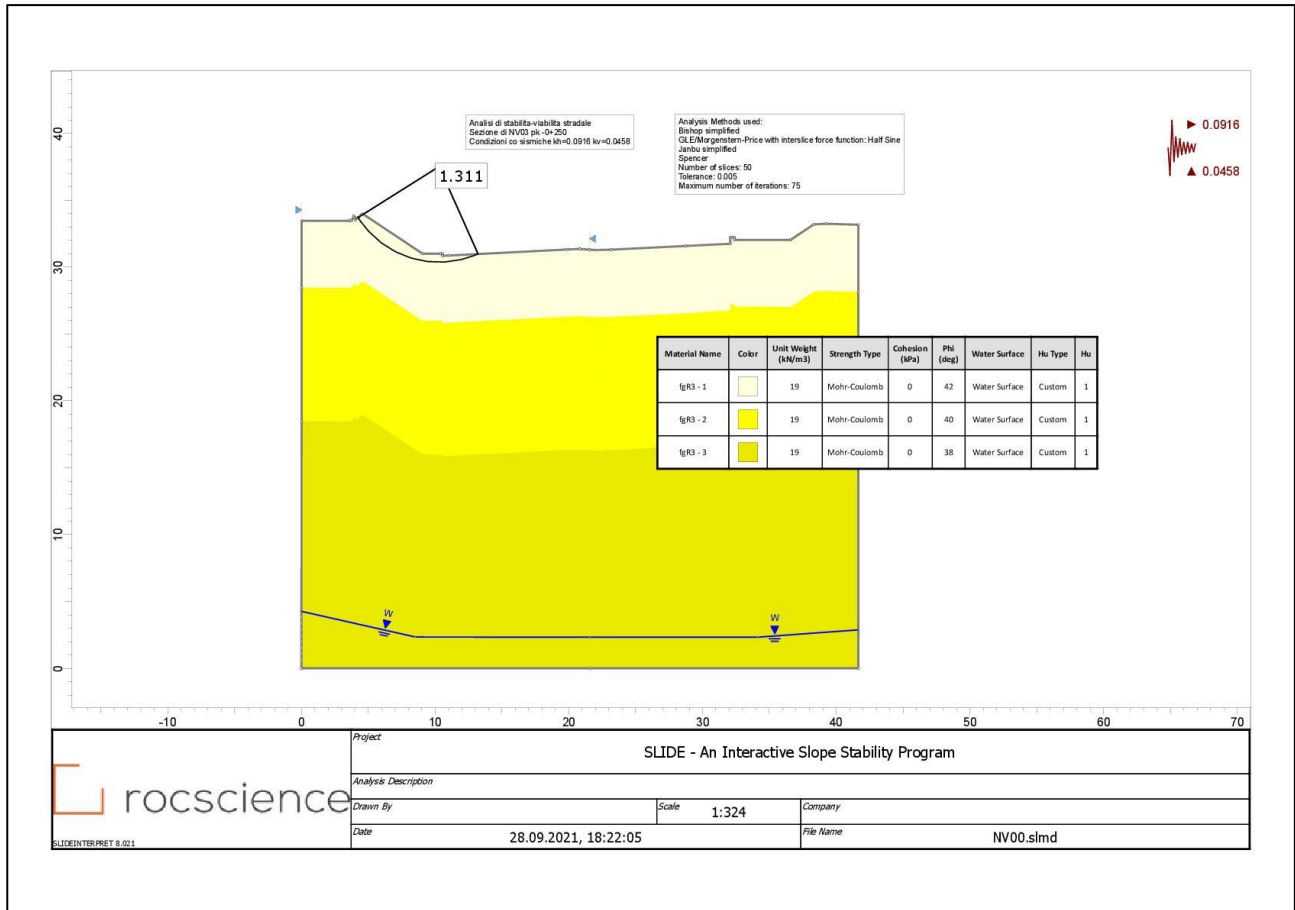 Analisi di stabilita-viabilita stradale
Sezione di NV03 pk -0+250
Condizioni co sismiche kh=0.0916 kv=0.0458
Analysis Methods used:
Bishop simplified
GLE/Morgenstern-Price with interslice force function: Half Sine
Janbu simplified
Spencer
Number of slices: 50
Tolerance: 0.005
Maximum number of iterations: 75
0.0916
0.0458
1.311
40
30
20
10
0
Material Name Color Unit Weight (kN/m3) Strength Type Cohesion (kPa) Phi (deg) Water Surface Hu Type Hu
fgR3 - 1 19 Mohr-Coulomb 0 42 Water Surface Custom 1
fgR3 - 2 19 Mohr-Coulomb 0 40 Water Surface Custom 1
fgR3 - 3 19 Mohr-Coulomb 0 38 Water Surface Custom 1
W
W
-10 0 10 20 30 40 50 60 70
rocscience
SLIDEINTERPRET 8.021
Project
SLIDE - An Interactive Slope Stability Program
Analysis Description
Drawn By
Scale 1:324
Company
Date 28.09.2021, 18:22:05
File Name NV00.slmd